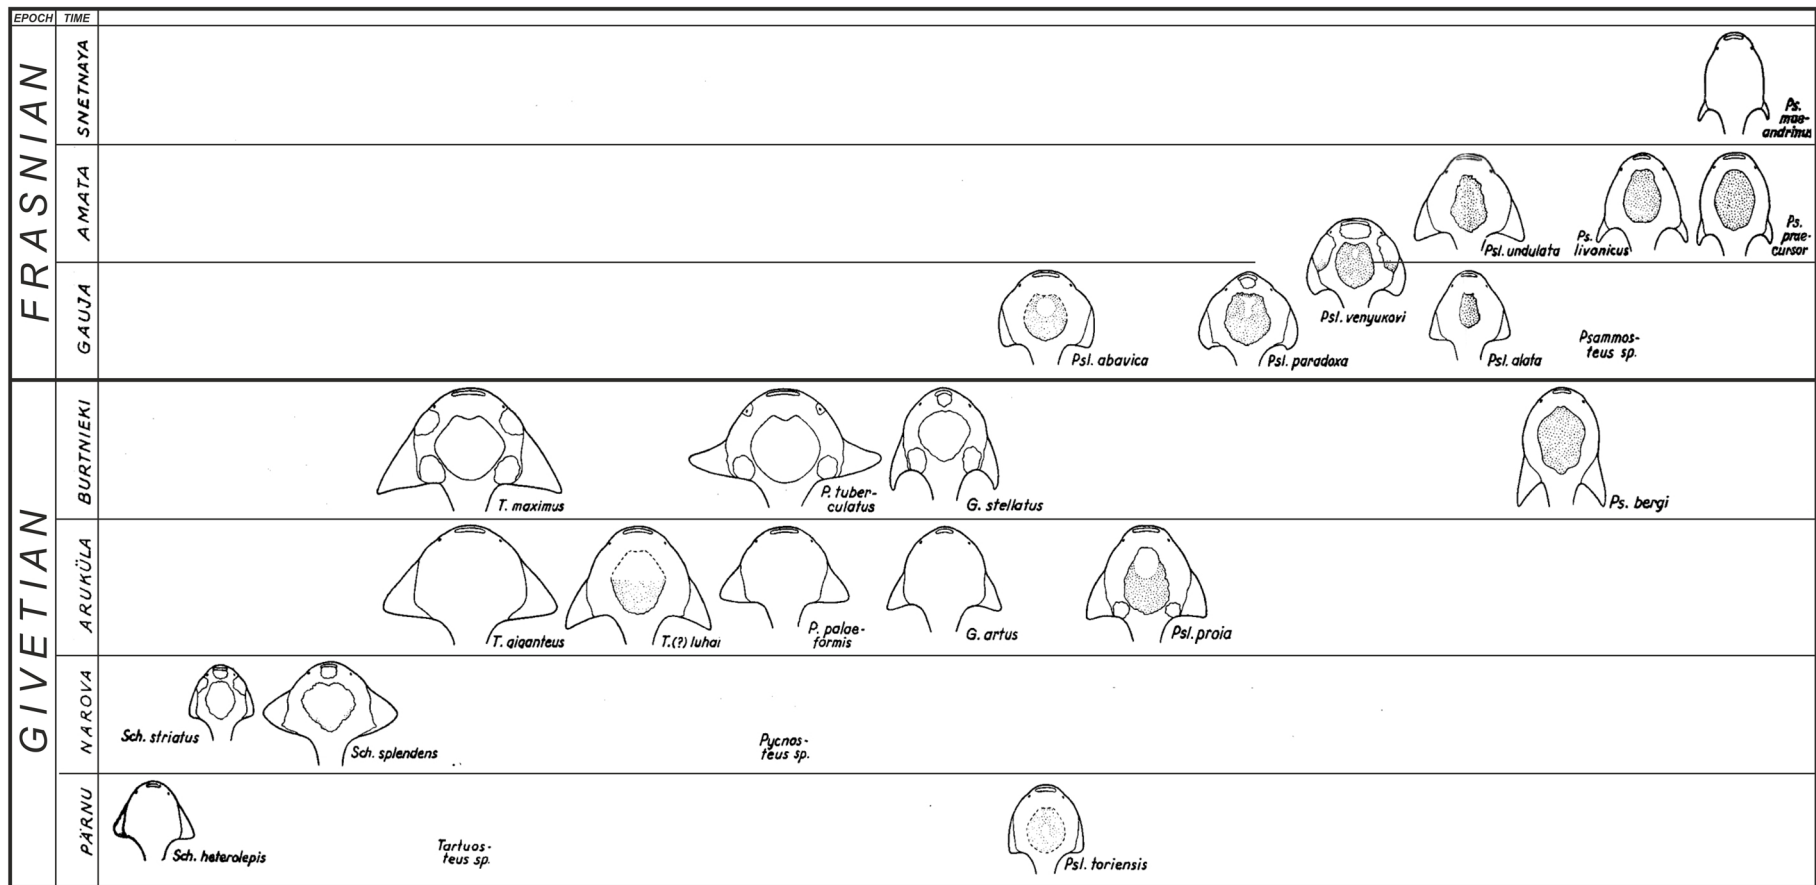 EPOCH
TIME
FRASNIAN
GIVETIAN
SNETNAYA
Ps.
mae-
andrinus
AMATA
Psl. undulata
Ps.
livonicus
Ps.
prae-
cursor
GAUJA
Psl. abavica
Psl. paradoxa
Psl. venyukovi
Psl. alata
Psammos-
teus sp.
BURTNIEKI
T. maximus
P. tuber-
culatus
G. stellatus
Ps. bergi
ARUKÜLA
T. giganteus
T.(?) luhai
P. palae-
formis
G. artus
Psl. proia
NAROVA
Sch. striatus
Sch. splendens
Pycnos-
teus sp.
PÄRNU
Sch. heterolepis
Tartuos-
teus sp.
Psl. toriensis